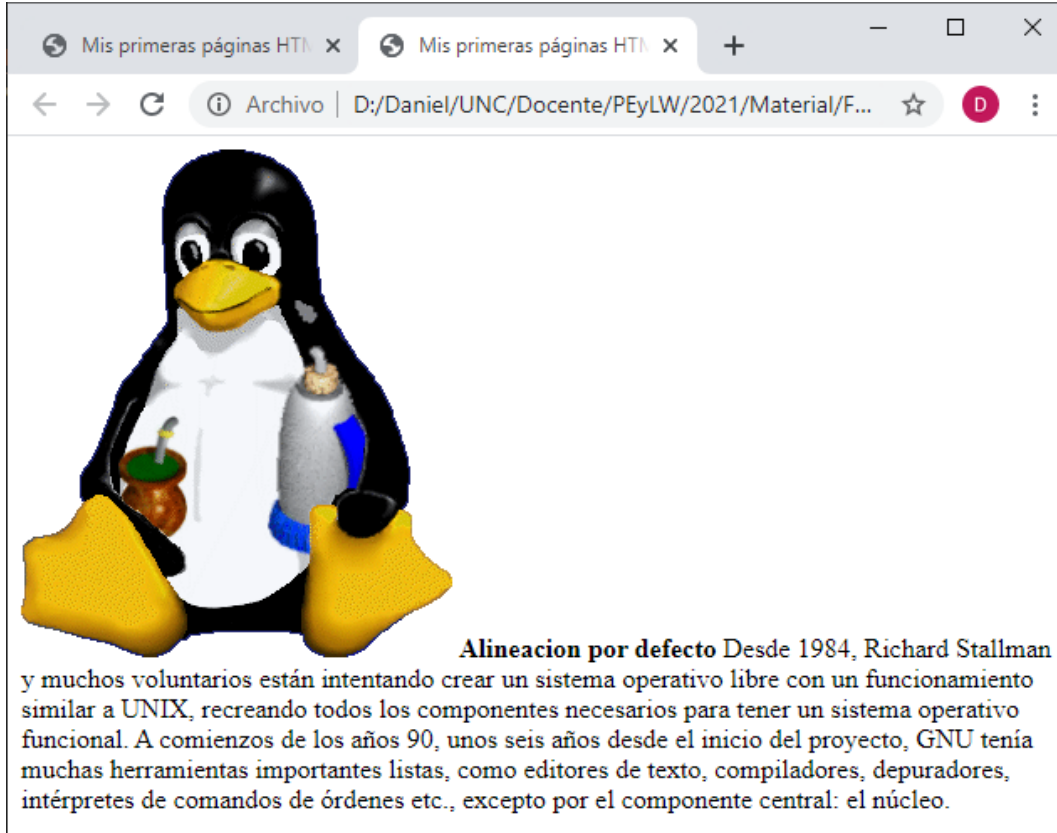 Mis primeras páginas HTM
Mis primeras páginas HTM
Archivo
D:/Daniel/UNC/Docente/PEyLW/2021/Material/F...
D
Alineacion por defecto Desde 1984, Richard Stallman
y muchos voluntarios están intentando crear un sistema operativo libre con un funcionamiento
similar a UNIX, recreando todos los componentes necesarios para tener un sistema operativo
funcional. A comienzos de los años 90, unos seis años desde el inicio del proyecto, GNU tenía
muchas herramientas importantes listas, como editores de texto, compiladores, depuradores,
intérpretes de comandos de órdenes etc., excepto por el componente central: el núcleo.